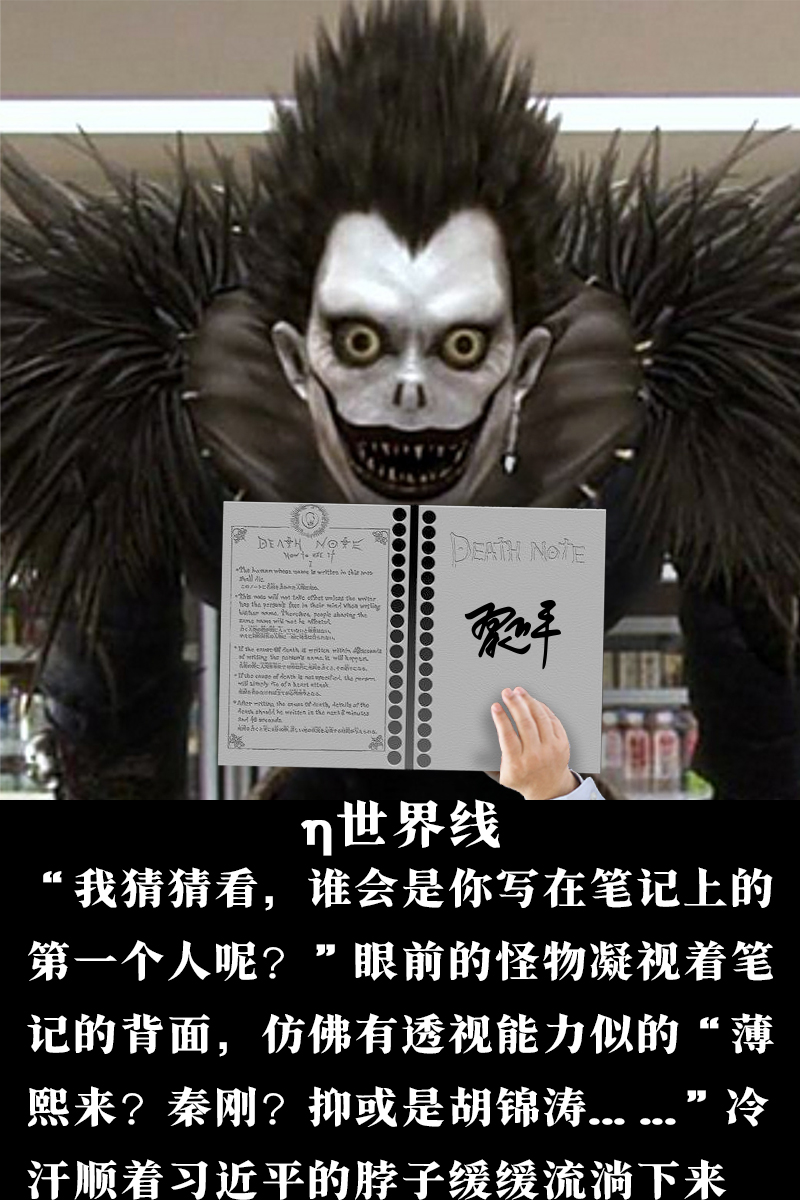 DEATH NOTE
How to use it
I
• The human whose name is written in this note
shall die.
• This note will not take effect unless the writer
has the person's face in their mind when writing
his/her name. Therefore, people sharing the
same name will not be affected.
• If the cause of death is written within seconds
of writing the person's name, it will happen.
• If the cause of death is not specified, the person
will simply die of a heart attack.
• After writing the cause of death, details of the
death should be written in the next 6 minutes
and 40 seconds.
DEATH NOTE
η世界线
“我猜猜看，谁会是你写在笔记上的
第一个人呢？”眼前的怪物凝视着笔
记的背面，仿佛有透视能力似的“薄
熙来？秦刚？抑或是胡锦涛... ...”冷
汗顺着习近平的脖子缓缓流淌下来